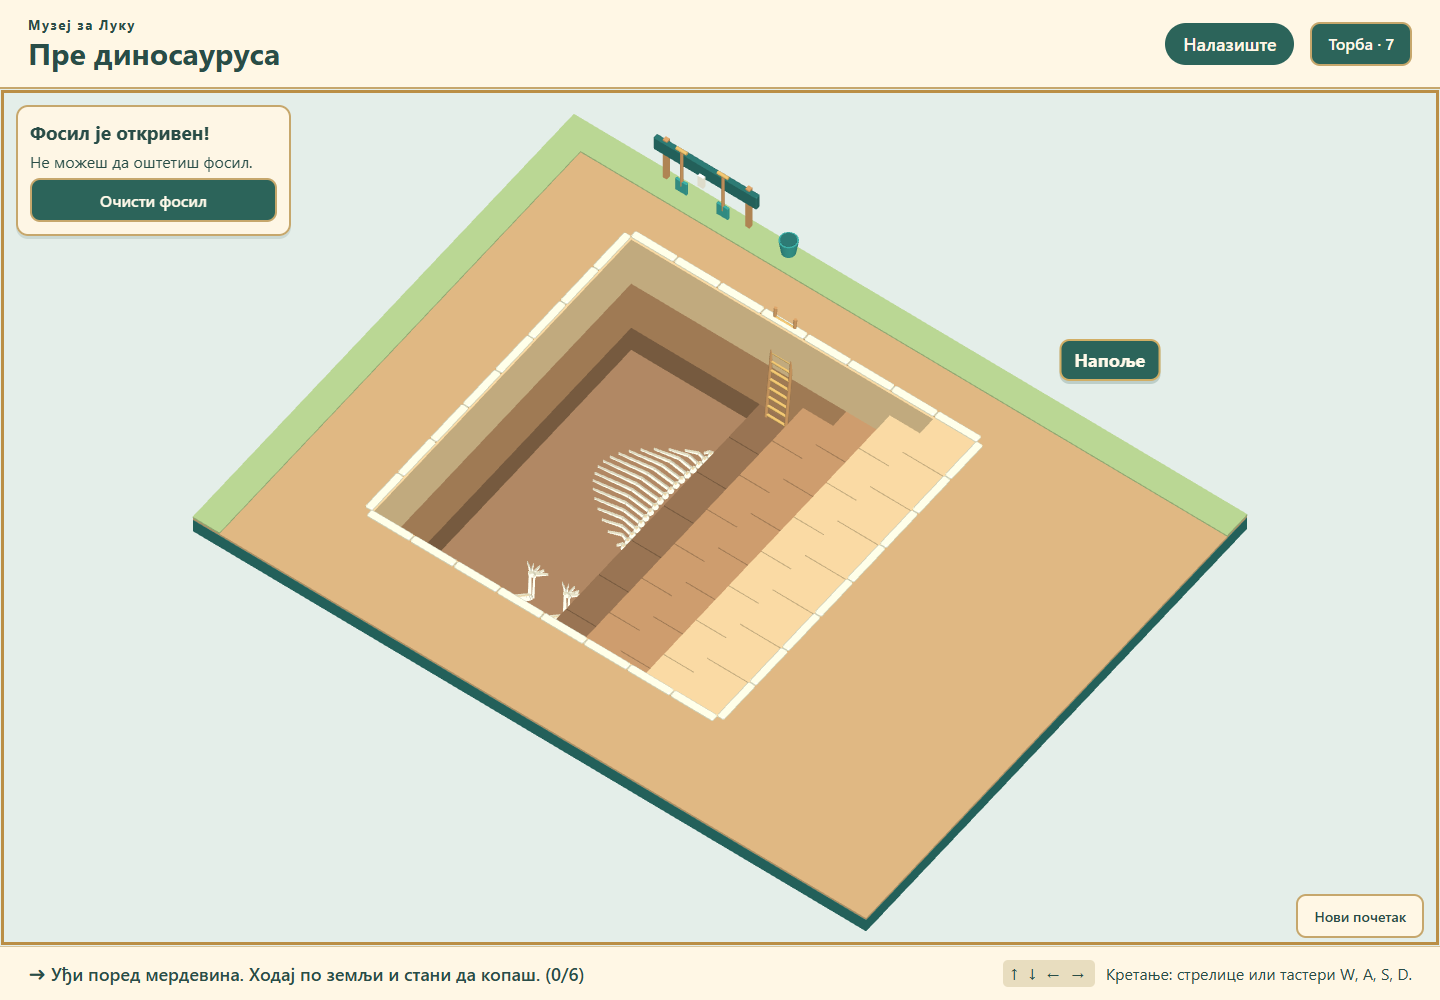 Музеј за Луку
Пре диносауруса
Налазиште
Торба · 7
Фосил је откривен!
Не можеш да оштетиш фосил.
Очисти фосил
Напоље
Нови почетак
→ Уђи поред мердевина. Ходај по земљи и стани да копаш. (0/6)
↑ ↓ ← → Кретање: стрелице или тастери W, A, S, D.